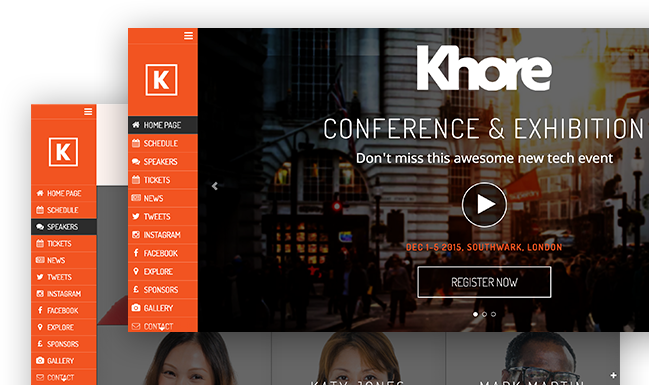 K
HOME PAGE
SCHEDULE
SPEAKERS
TICKETS
NEWS
TWEETS
INSTAGRAM
FACEBOOK
EXPLORE
£ SPONSORS
GALLERY
CONTACT
Khore
CONFERENCE & EXHIBITION
Don't miss this awesome new tech event
DEC 1-5 2015, SOUTHWARK, LONDON
REGISTER NOW
K
HOME PAGE
SCHEDULE
SPEAKERS
TICKETS
NEWS
TWEETS
INSTAGRAM
FACEBOOK
EXPLORE
£ SPONSORS
GALLERY
CONTACT
KATY JONES
MARK MARTIN